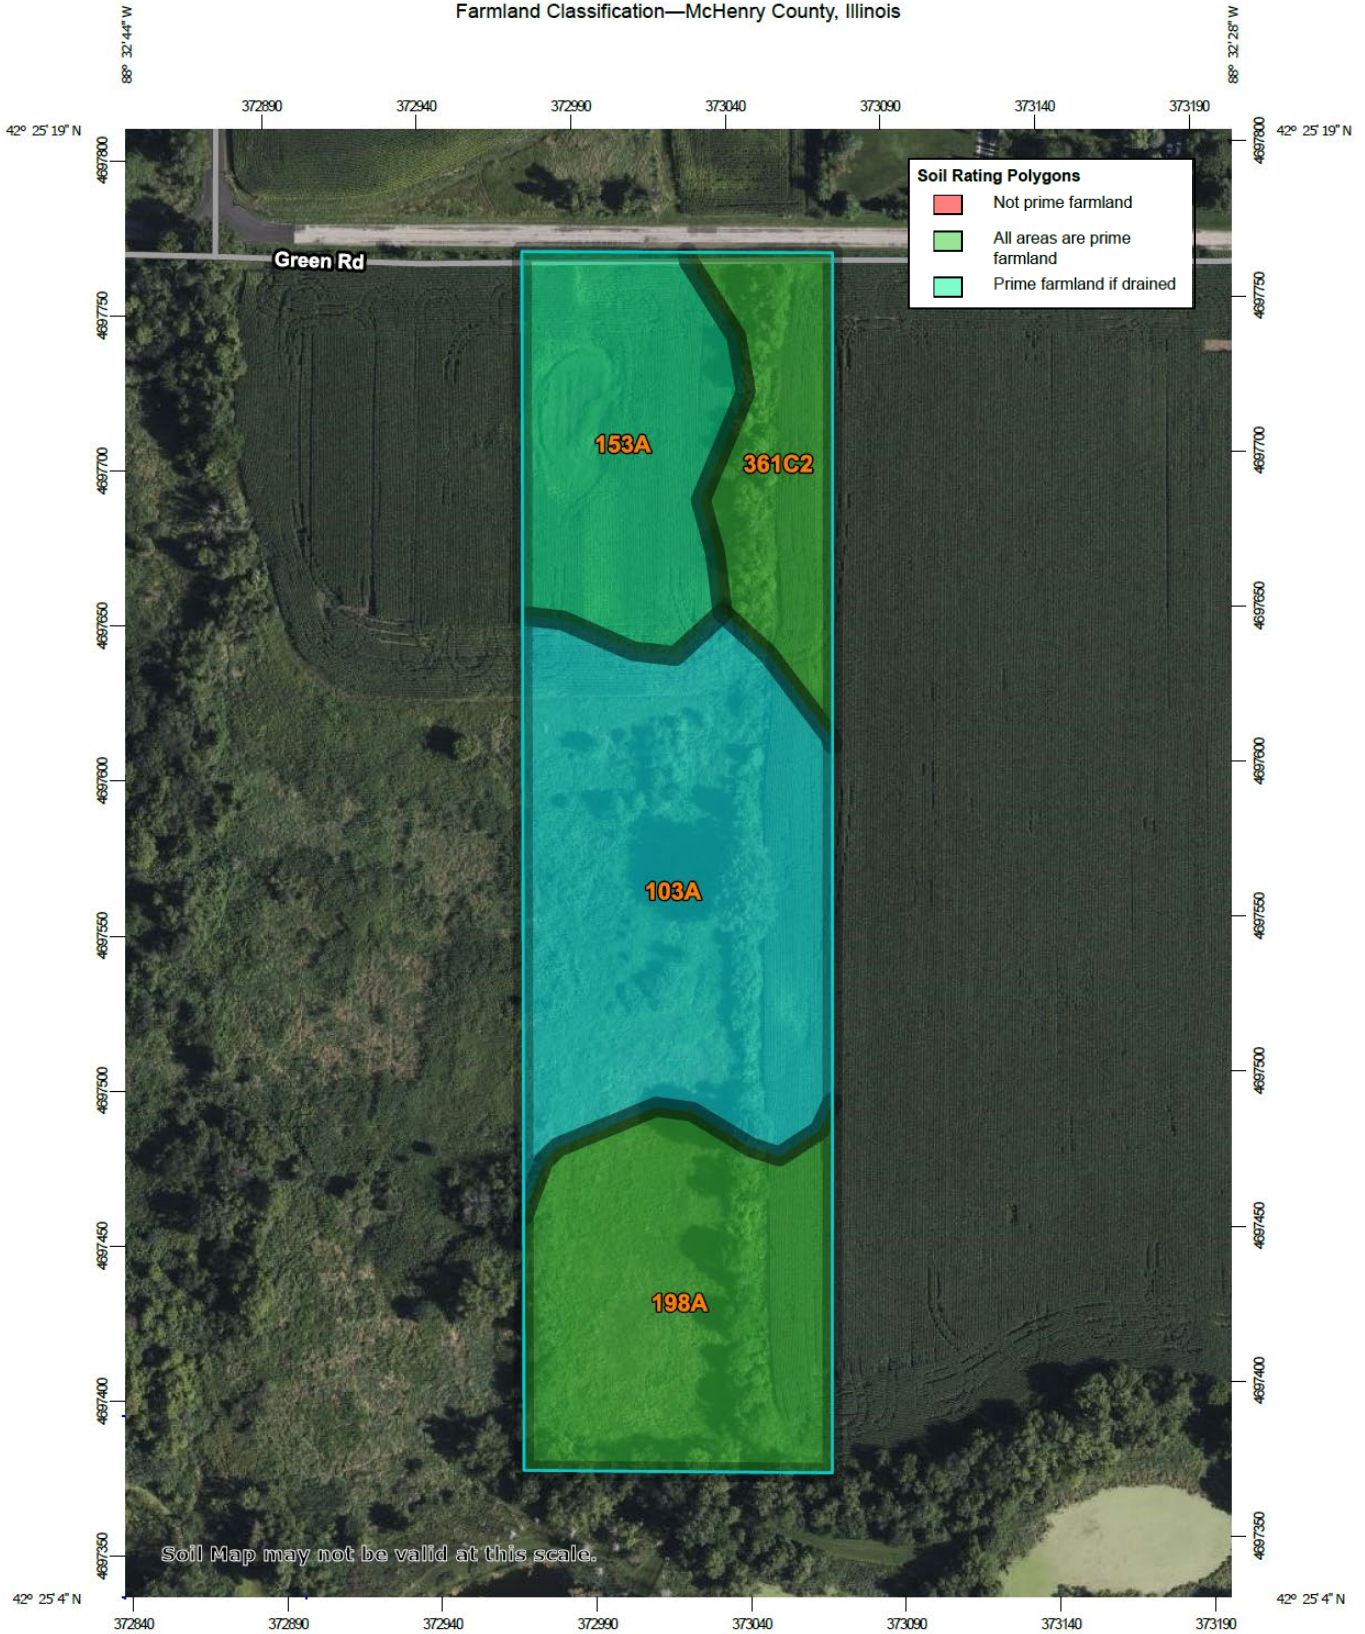 Farmland Classification—McHenry County, Illinois
88° 32' 44" W
88° 32' 28" W
372890 372940 372990 373040 373090 373140 373190
42° 25' 19" N
42° 25' 19" N
4697800
4697800
Soil Rating Polygons
Not prime farmland
All areas are prime
farmland
Prime farmland if drained
Green Rd
4697750
4697750
153A
361C2
4697700
4697700
4697650
4697650
4697600
4697600
103A
4697550
4697550
4697500
4697500
4697450
4697450
198A
4697400
4697400
4697350
4697350
Soil Map may not be valid at this scale.
42° 25' 4" N
42° 25' 4" N
372840 372890 372940 372990 373040 373090 373140 373190